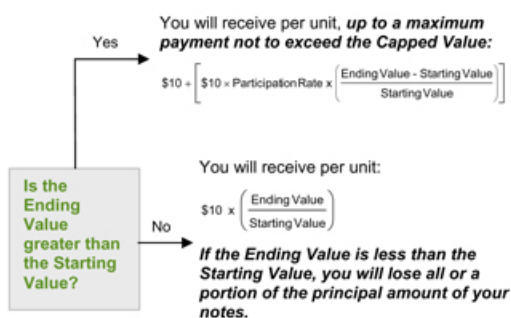 You will receive per unit, up to a maximum
Yes
payment not to exceed the Capped Value:
$10 + [ $10 × Participation Rate x ( Ending Value - Starting Value / Starting Value ) ]
You will receive per unit:
Is the
Ending
Value
greater than
the Starting
Value?
$10 x ( Ending Value / Starting Value )
No
If the Ending Value is less than the
Starting Value, you will lose all or a
portion of the principal amount of your
notes.